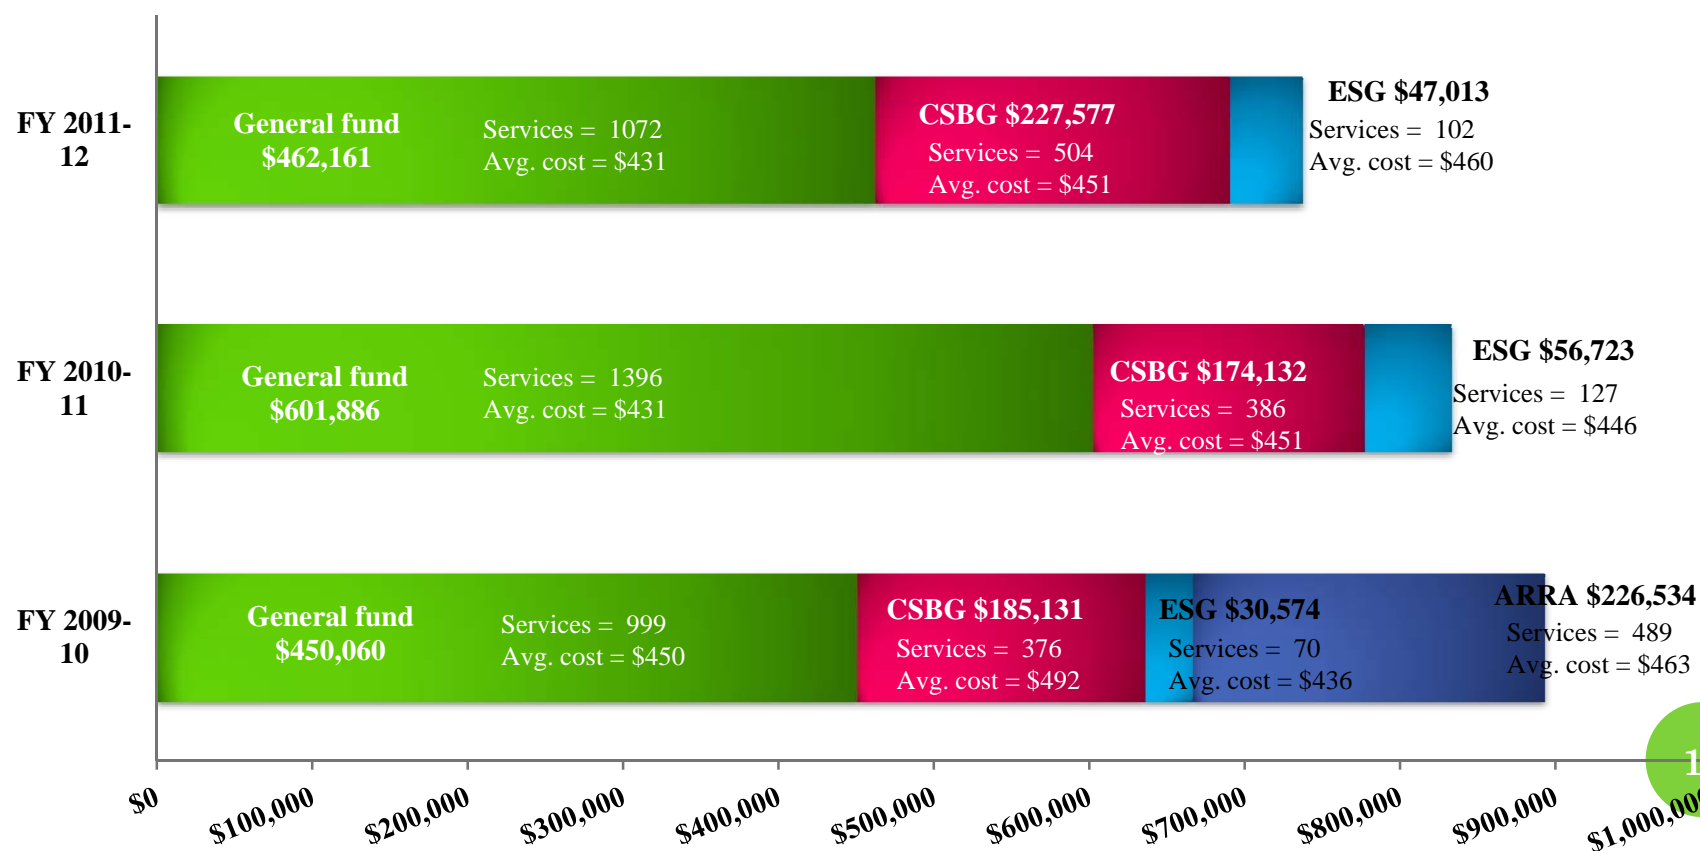 FY 2011-
12
General fund
$462,161
Services =  1072
Avg. cost = $431
CSBG $227,577
Services =  504
Avg. cost = $451
ESG $47,013
Services =  102
Avg. cost = $460
FY 2010-
11
General fund
$601,886
Services =  1396
Avg. cost = $431
CSBG $174,132
Services =  386
Avg. cost = $451
ESG $56,723
Services =  127
Avg. cost = $446
FY 2009-
10
General fund
$450,060
Services =  999
Avg. cost = $450
CSBG $185,131
Services =  376
Avg. cost = $492
ESG $30,574
Services =  70
Avg. cost = $436
ARRA $226,534
Services =  489
Avg. cost = $463
$0
$100,000
$200,000
$300,000
$400,000
$500,000
$600,000
$700,000
$800,000
$900,000